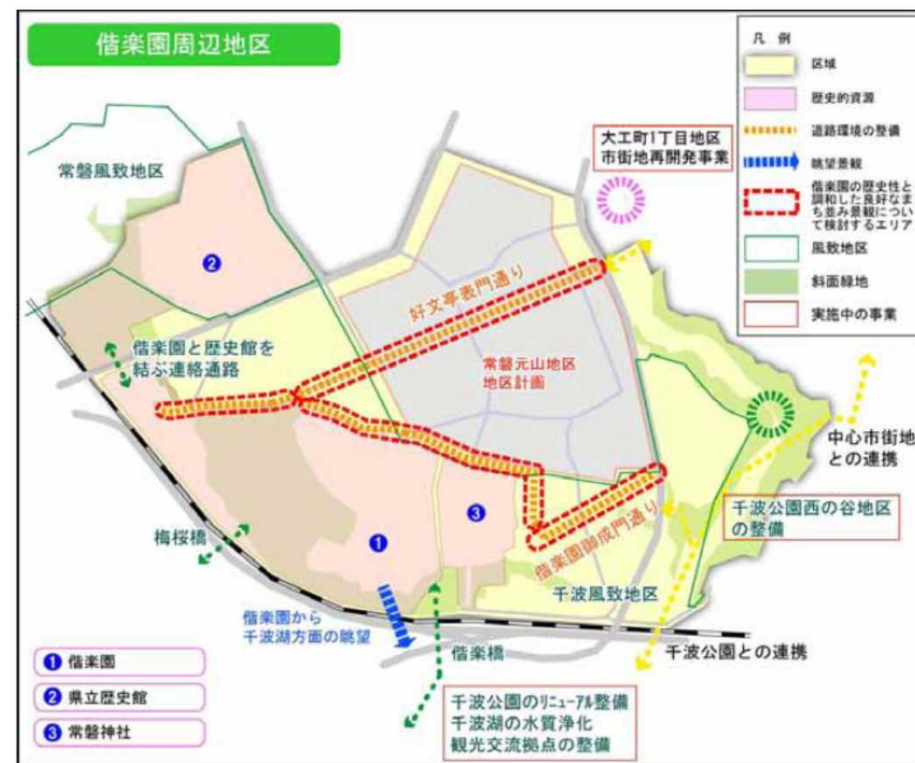 偕楽園周辺地区
凡 例
区域
歴史的資源
道路環境の整備
眺望景観
偕楽園の歴史性と
調和した良好なま
ち並み景観につい
て検討するエリア
風致地区
斜面緑地
実施中の事業
大工町1丁目地区
市街地再開発事業
常磐風致地区
2
好文亭表門通り
偕楽園と歴史館を
結ぶ連絡通路
常磐元山地区
地区計画
中心市街地
との連携
千波公園西の谷地区
の整備
3
偕楽園御成門通り
梅桜橋
1
千波風致地区
偕楽園から
千波湖方面の眺望
偕楽橋
千波公園との連携
1 偕楽園
2 県立歴史館
3 常磐神社
千波公園のリニューアル整備
千波湖の水質浄化
観光交流拠点の整備